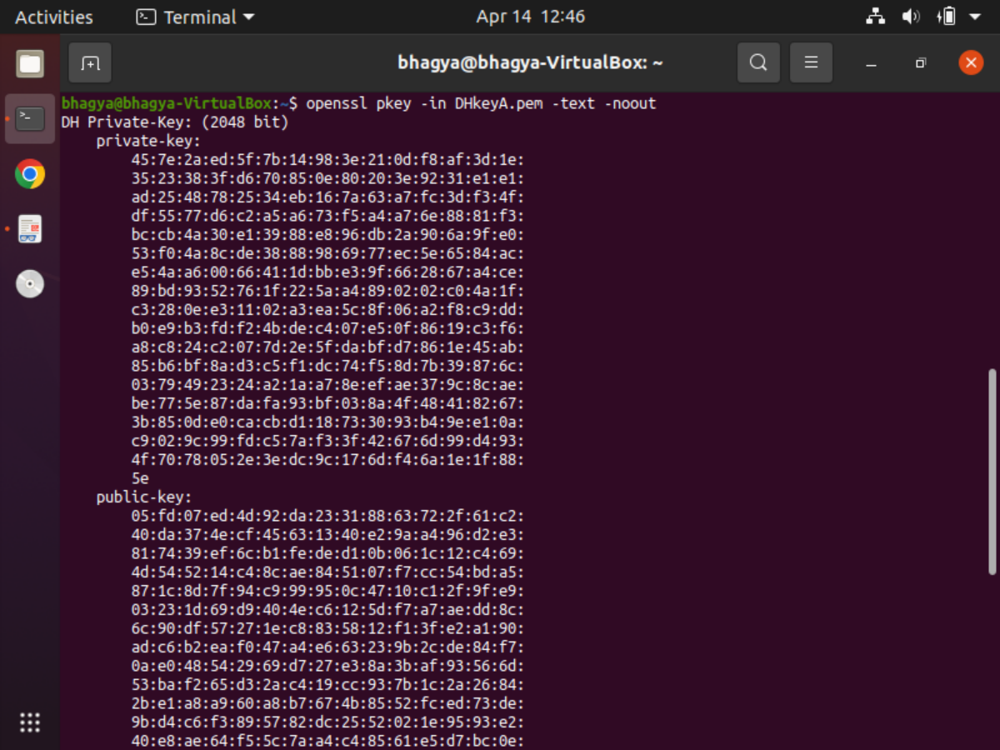 Activities
Terminal
Apr 14 12:46
bhagya@bhagya-VirtualBox: ~
bhagya@bhagya-VirtualBox:~$ openssl pkey -in DHkeyA.pem -text -noout
DH Private-Key: (2048 bit)
private-key:
45:7e:2a:ed:5f:7b:14:98:3e:21:0d:f8:af:3d:1e:
35:23:38:3f:d6:70:85:0e:80:20:3e:92:31:e1:e1:
ad:25:48:78:25:34:eb:16:7a:63:a7:fc:3d:f3:4f:
df:55:77:d6:c2:a5:a6:73:f5:a4:a7:6e:88:81:f3:
bc:cb:4a:30:e1:39:88:e8:96:db:2a:90:6a:9f:e0:
53:f0:4a:8c:de:38:88:98:69:77:ec:5e:65:84:ac:
e5:4a:a6:00:66:41:1d:bb:e3:9f:66:28:67:a4:ce:
89:bd:93:52:76:1f:22:5a:a4:89:02:02:c0:4a:1f:
c3:28:0e:e3:11:02:a3:ea:5c:8f:06:a2:f8:c9:dd:
b0:e9:b3:fd:f2:4b:de:c4:07:e5:0f:86:19:c3:f6:
a8:c8:24:c2:07:7d:2e:5f:da:bf:d7:86:1e:45:ab:
85:b6:bf:8a:d3:c5:f1:dc:74:f5:8d:7b:39:87:6c:
03:79:49:23:24:a2:1a:a7:8e:ef:ae:37:9c:8c:ae:
be:77:5e:87:da:fa:93:bf:03:8a:4f:48:41:82:67:
3b:85:0d:e0:ca:cb:d1:18:73:30:93:b4:9e:e1:0a:
c9:02:9c:99:fd:c5:7a:f3:3f:42:67:6d:99:d4:93:
4f:70:78:05:2e:3e:dc:9c:17:6d:f4:6a:1e:1f:88:
5e
public-key:
05:fd:07:ed:4d:92:da:23:31:88:63:72:2f:61:c2:
40:da:37:4e:cf:45:63:13:40:e2:9a:a4:96:d2:e3:
81:74:39:ef:6c:b1:fe:de:d1:0b:06:1c:12:c4:69:
4d:54:52:14:c4:8c:ae:84:51:07:f7:cc:54:bd:a5:
87:1c:8d:7f:94:c9:99:95:0c:47:10:c1:2f:9f:e9:
03:23:1d:69:d9:40:4e:c6:12:5d:f7:a7:ae:dd:8c:
6c:90:df:57:27:1e:c8:83:58:12:f1:3f:e2:a1:90:
ad:c6:b2:ea:f0:47:a4:e6:63:23:9b:2c:de:84:f7:
0a:e0:48:54:29:69:d7:27:e3:8a:3b:af:93:56:6d:
53:ba:f2:65:d3:2a:c4:19:cc:93:7b:1c:2a:26:84:
2b:e1:a8:a9:60:a8:b7:67:4b:85:52:fc:ed:73:de:
9b:d4:c6:f3:89:57:82:dc:25:52:02:1e:95:93:e2:
40:e8:ae:64:f5:5c:7a:a4:c4:85:61:e5:d7:bc:0e: